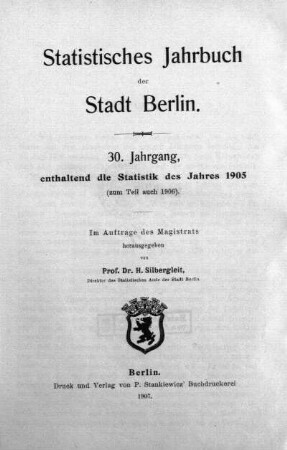 Statistisches Jahrbuch
der
Stadt Berlin.
30. Jahrgang,
enthaltend die Statistik des Jahres 1905
(zum Teil auch 1906).
Im Auftrage des Magistrats
herausgegeben
von
Prof. Dr. H. Silbergleit,
Direktor des Statistischen Amts der Stadt Berlin
Berlin.
Druck und Verlag von P. Stankiewicz' Buchdruckerei
1907.